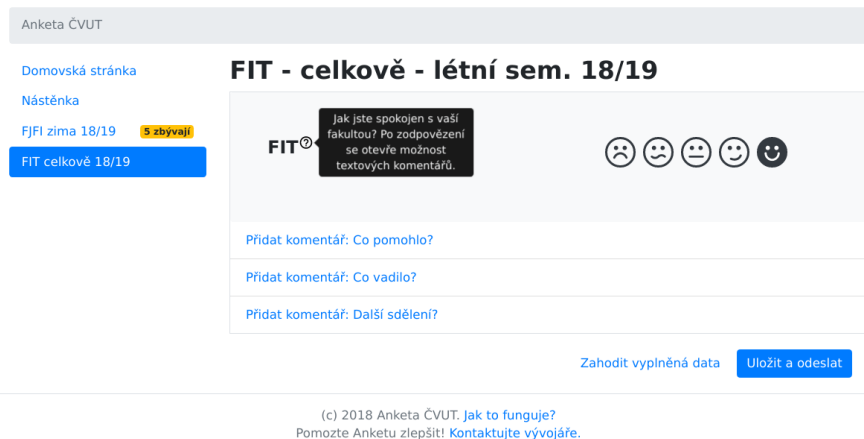 Anketa ČVUT
Domovská stránka
Nástěnka
FJFI zima 18/19 5 zbývají
FIT celkově 18/19
FIT - celkově - létní sem. 18/19
FIT
Jak jste spokojen s vaší
fakultou? Po zodpovězení
se otevře možnost
textových komentářů.
Přidat komentář: Co pomohlo?
Přidat komentář: Co vadilo?
Přidat komentář: Další sdělení?
Zahodit vyplněná data
Uložit a odeslat
(c) 2018 Anketa ČVUT. Jak to funguje?
Pomozte Anketu zlepšit! Kontaktujte vývojáře.